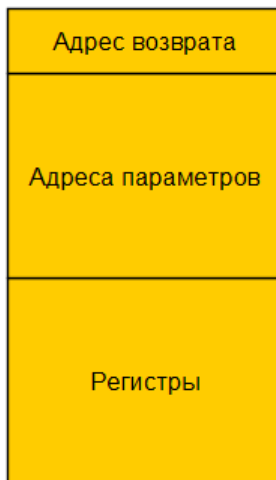 Адрес возврата
Адреса параметров
Регистры